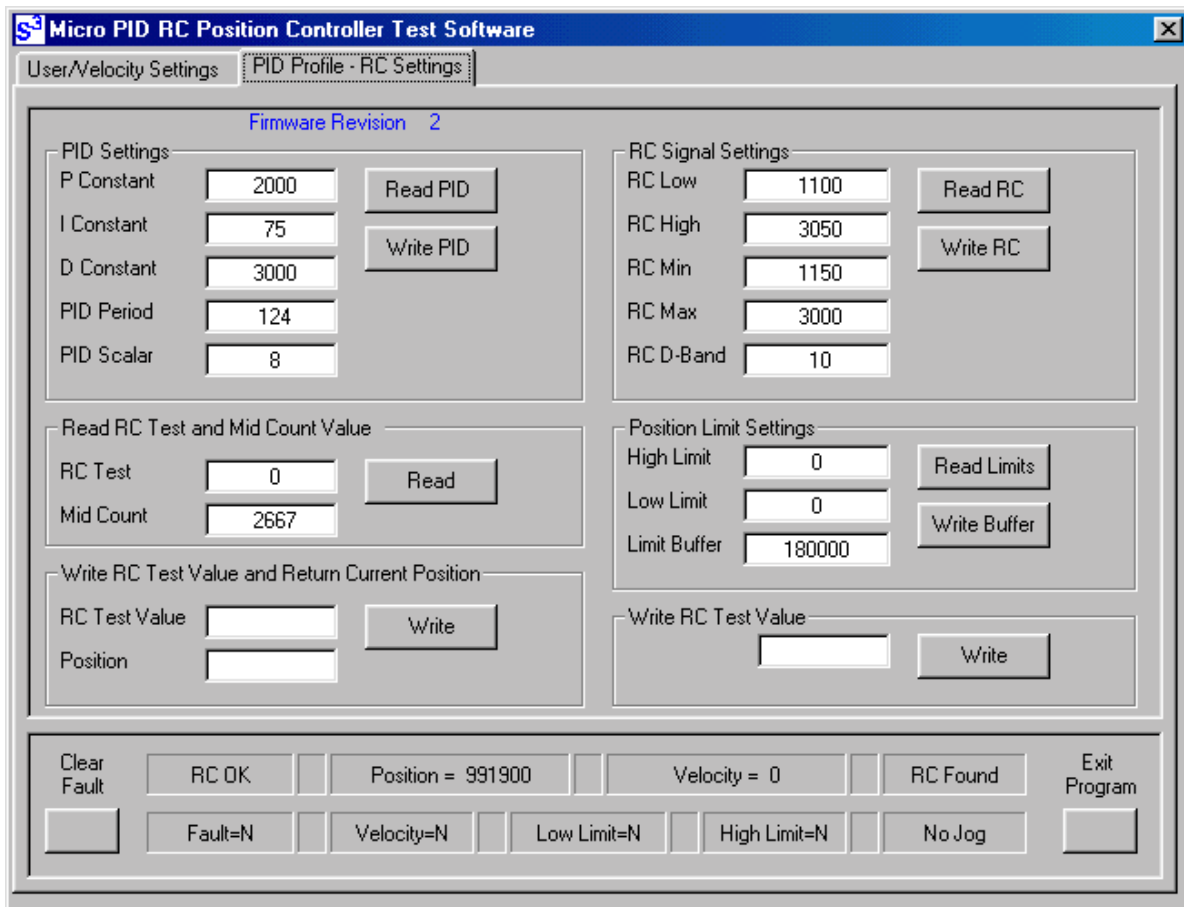 S3 Micro PID RC Position Controller Test Software
User/Velocity Settings
PID Profile - RC Settings
Firmware Revision 2
PID Settings
P Constant 2000 Read PID
I Constant 75 Write PID
D Constant 3000
PID Period 124
PID Scalar 8
RC Signal Settings
RC Low 1100 Read RC
RC High 3050 Write RC
RC Min 1150
RC Max 3000
RC D-Band 10
Read RC Test and Mid Count Value
RC Test 0 Read
Mid Count 2667
Position Limit Settings
High Limit 0 Read Limits
Low Limit 0 Write Buffer
Limit Buffer 180000
Write RC Test Value and Return Current Position
RC Test Value Write
Position
Write RC Test Value
Write
Clear
Fault
RC OK Position = 991900 Velocity = 0 RC Found
Exit
Program
Fault=N Velocity=N Low Limit=N High Limit=N No Jog